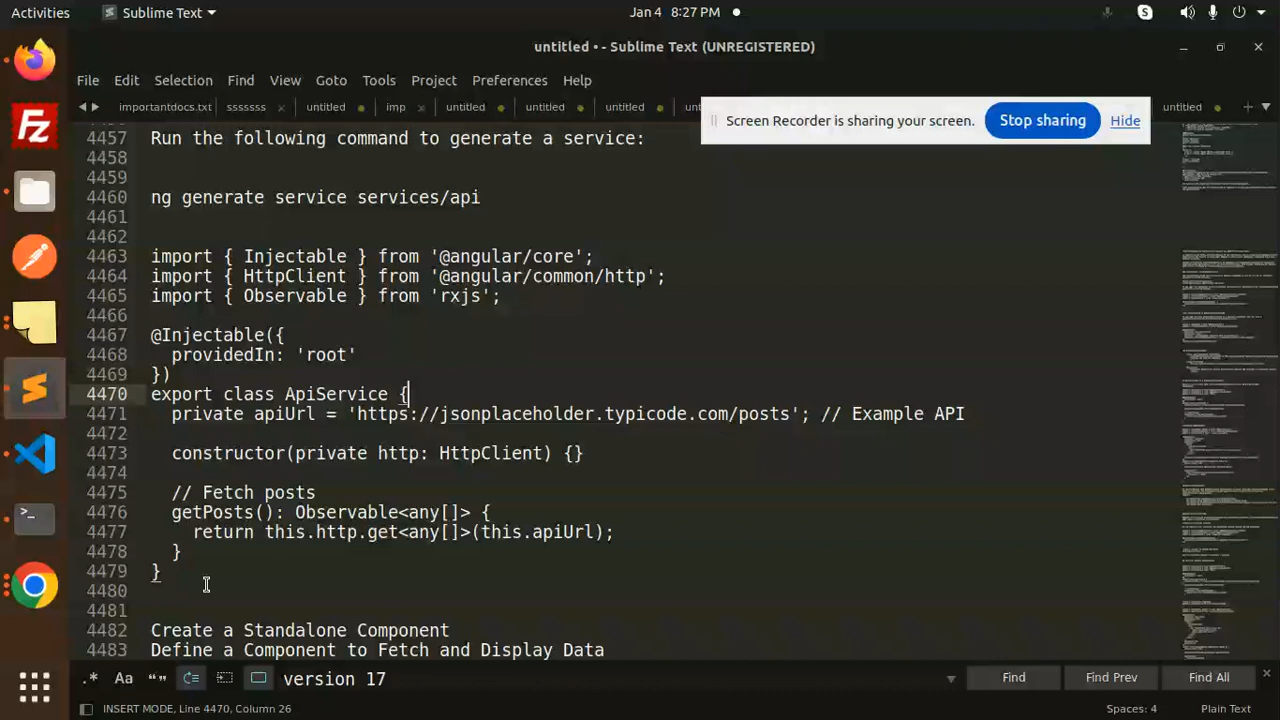 Activities
Sublime Text
Jan 4 8:27 PM
untitled • - Sublime Text (UNREGISTERED)
File Edit Selection Find View Goto Tools Project Preferences Help
importantdocs.txt sssssss untitled imp untitled untitled untitled untitled
Screen Recorder is sharing your screen. Stop sharing Hide
4457 Run the following command to generate a service:
4458
4459
4460 ng generate service services/api
4461
4462
4463 import { Injectable } from '@angular/core';
4464 import { HttpClient } from '@angular/common/http';
4465 import { Observable } from 'rxjs';
4466
4467 @Injectable({
4468 providedIn: 'root'
4469 })
4470 export class ApiService {
4471 private apiUrl = 'https://jsonplaceholder.typicode.com/posts'; // Example API
4472
4473 constructor(private http: HttpClient) {}
4474
4475 // Fetch posts
4476 getPosts(): Observable<any[]> {
4477 return this.http.get<any[]>(this.apiUrl);
4478 }
4479 }
4480
4481
4482 Create a Standalone Component
4483 Define a Component to Fetch and Display Data
.* Aa “” version 17 Find Find Prev Find All
INSERT MODE, Line 4470, Column 26 Spaces: 4 Plain Text